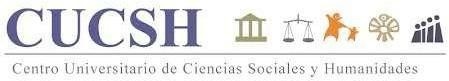 CUCSH
Centro Universitario de Ciencias Sociales y Humanidades